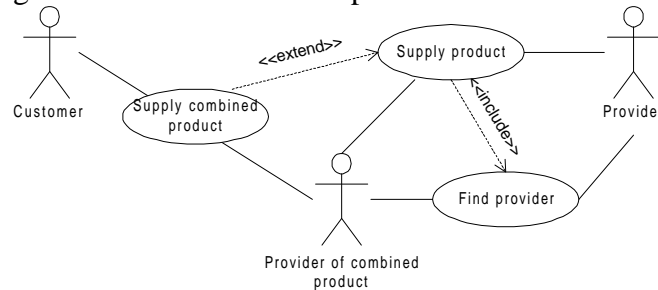 <<extend>>
Supply product
Customer
Supply combined
product
<<include>>
Provide
Find provider
Provider of combined
product